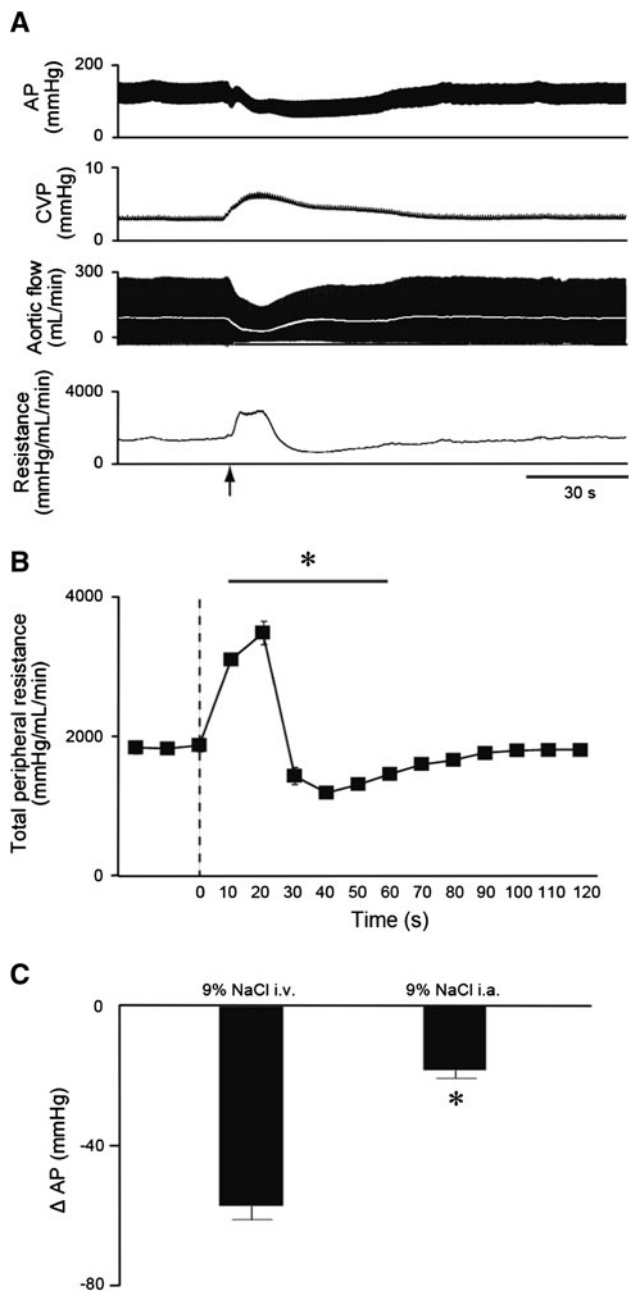 A
AP
(mmHg)
200
0
CVP
(mmHg)
10
0
Aortic flow
(mL/min)
300
0
Resistance
(mmHg/mL/min)
4000
0
30 s
B
*
Total peripheral resistance
(mmHg/mL/min)
4000
2000
0
0 10 20 30 40 50 60 70 80 90 100 110 120
Time (s)
C
9% NaCl i.v. 9% NaCl i.a.
Δ AP (mmHg)
0
-40
-80
*